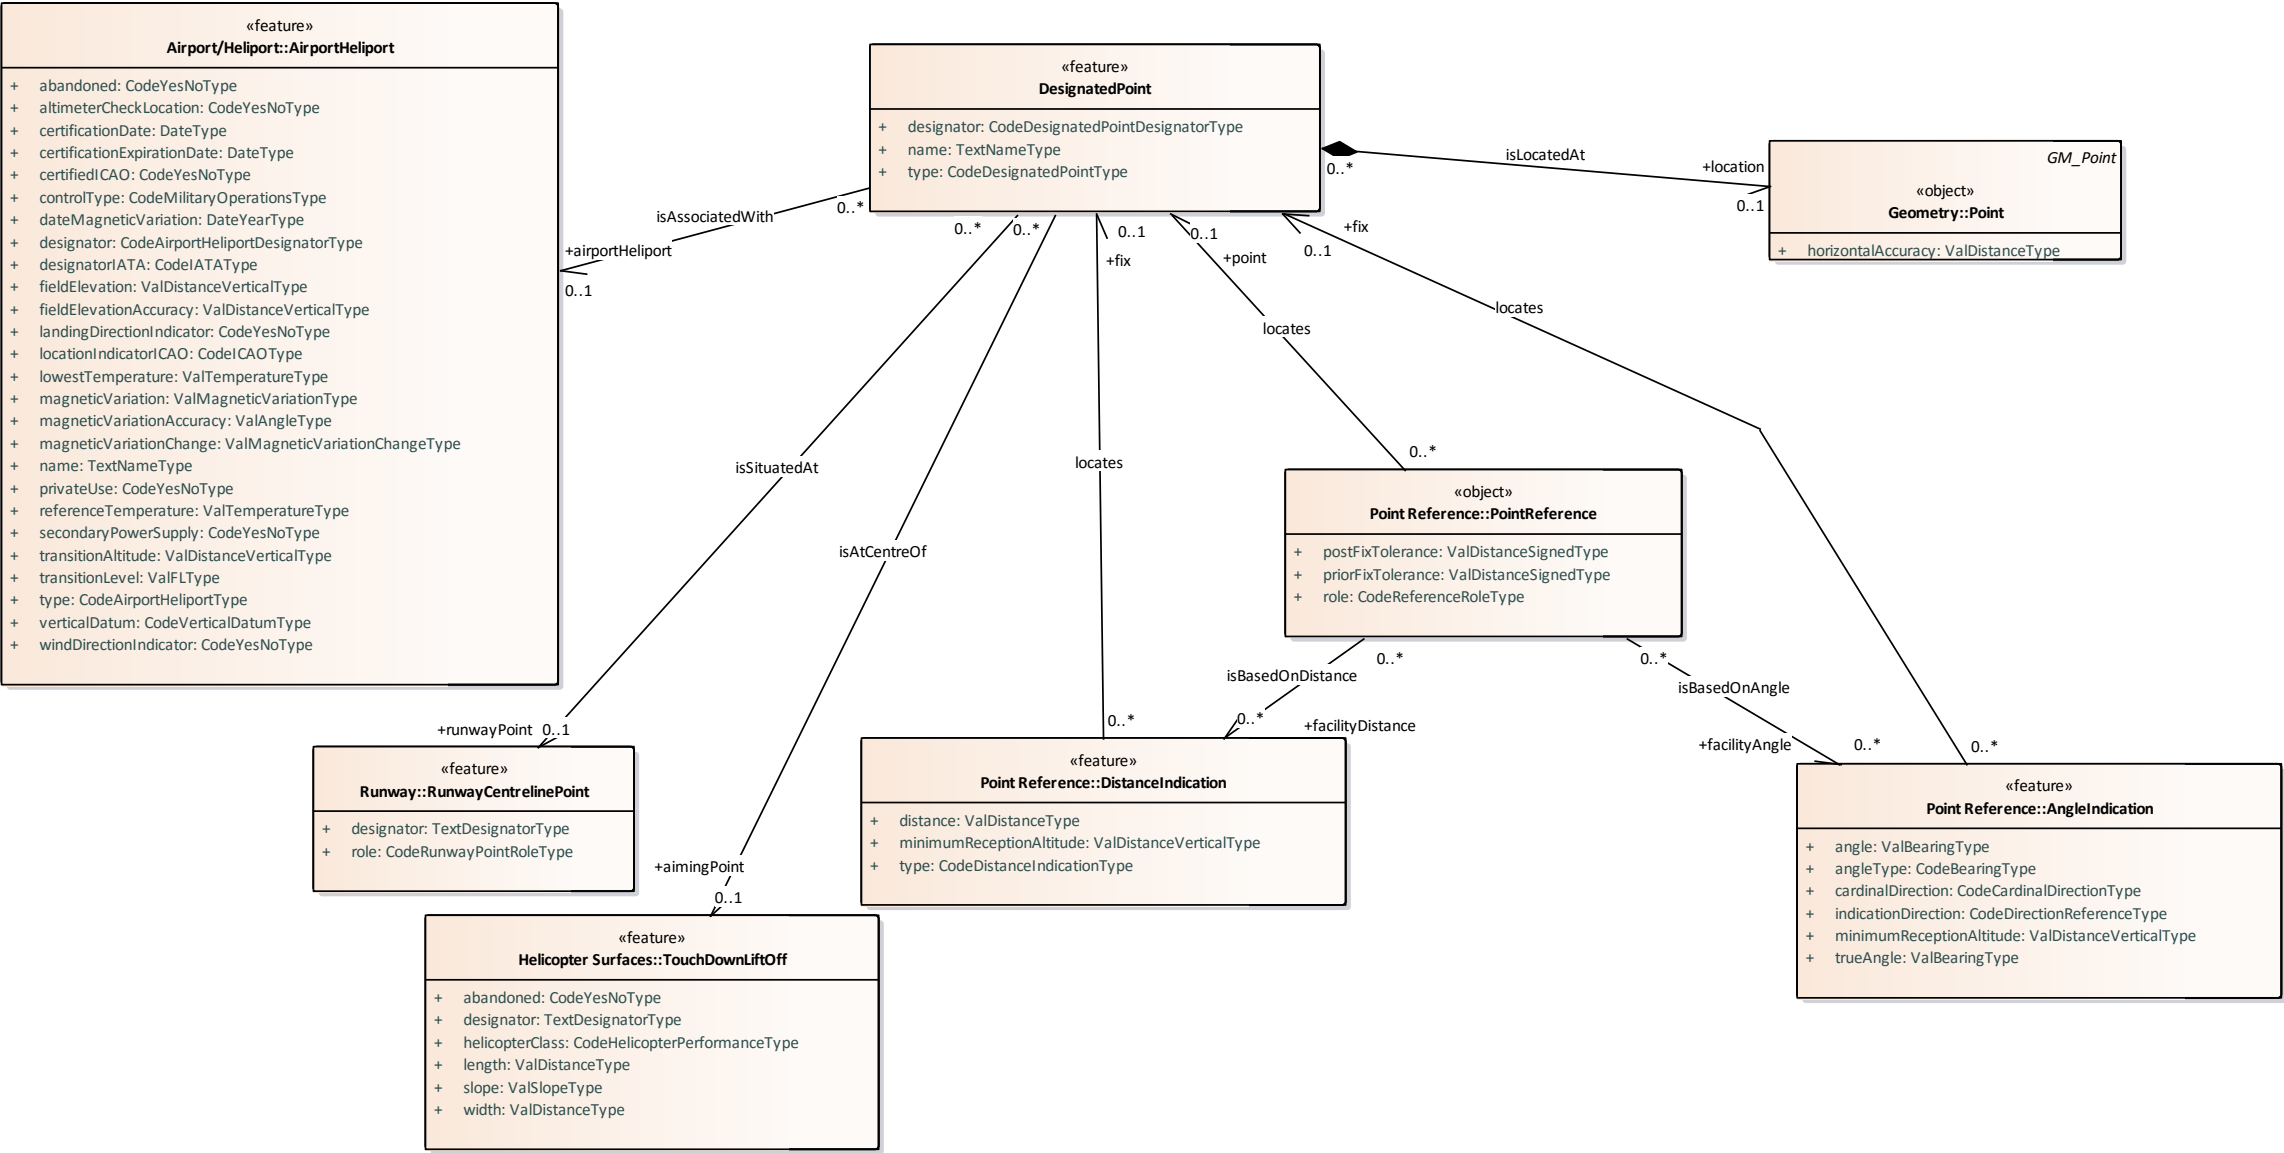 «feature»
Airport/Heliport::AirportHeliport
+ abandoned: CodeYesNoType
+ altimeterCheckLocation: CodeYesNoType
+ certificationDate: DateType
+ certificationExpirationDate: DateType
+ certifiedICAO: CodeYesNoType
+ controlType: CodeMilitaryOperationsType
+ dateMagneticVariation: DateYearType
+ designator: CodeAirportHeliportDesignatorType
+ designatorIATA: CodeIATAType
+ fieldElevation: ValDistanceVerticalType
+ fieldElevationAccuracy: ValDistanceVerticalType
+ landingDirectionIndicator: CodeYesNoType
+ locationIndicatorICAO: CodeICAOType
+ lowestTemperature: ValTemperatureType
+ magneticVariation: ValMagneticVariationType
+ magneticVariationAccuracy: ValAngleType
+ magneticVariationChange: ValMagneticVariationChangeType
+ name: TextNameType
+ privateUse: CodeYesNoType
+ referenceTemperature: ValTemperatureType
+ secondaryPowerSupply: CodeYesNoType
+ transitionAltitude: ValDistanceVerticalType
+ transitionLevel: ValFLType
+ type: CodeAirportHeliportType
+ verticalDatum: CodeVerticalDatumType
+ windDirectionIndicator: CodeYesNoType
«feature»
DesignatedPoint
+ designator: CodeDesignatedPointDesignatorType
+ name: TextNameType
+ type: CodeDesignatedPointType
0..*
isLocatedAt
+location
0..1
GM_Point
«object»
Geometry::Point
+ horizontalAccuracy: ValDistanceType
0..*
isAssociatedWith
+airportHeliport
0..1
0..*
isSituatedAt
+runwayPoint
0..1
0..*
isAtCentreOf
+aimingPoint
0..1
0..1
+fix
locates
0..*
0..1
+point
locates
0..*
+fix
0..1
locates
0..*
«object»
Point Reference::PointReference
+ postFixTolerance: ValDistanceSignedType
+ priorFixTolerance: ValDistanceSignedType
+ role: CodeReferenceRoleType
0..*
isBasedOnDistance
0..*
+facilityDistance
0..*
isBasedOnAngle
+facilityAngle
0..*
«feature»
Runway::RunwayCentrelinePoint
+ designator: TextDesignatorType
+ role: CodeRunwayPointRoleType
«feature»
Point Reference::DistanceIndication
+ distance: ValDistanceType
+ minimumReceptionAltitude: ValDistanceVerticalType
+ type: CodeDistanceIndicationType
«feature»
Point Reference::AngleIndication
+ angle: ValBearingType
+ angleType: CodeBearingType
+ cardinalDirection: CodeCardinalDirectionType
+ indicationDirection: CodeDirectionReferenceType
+ minimumReceptionAltitude: ValDistanceVerticalType
+ trueAngle: ValBearingType
«feature»
Helicopter Surfaces::TouchDownLiftOff
+ abandoned: CodeYesNoType
+ designator: TextDesignatorType
+ helicopterClass: CodeHelicopterPerformanceType
+ length: ValDistanceType
+ slope: ValSlopeType
+ width: ValDistanceType